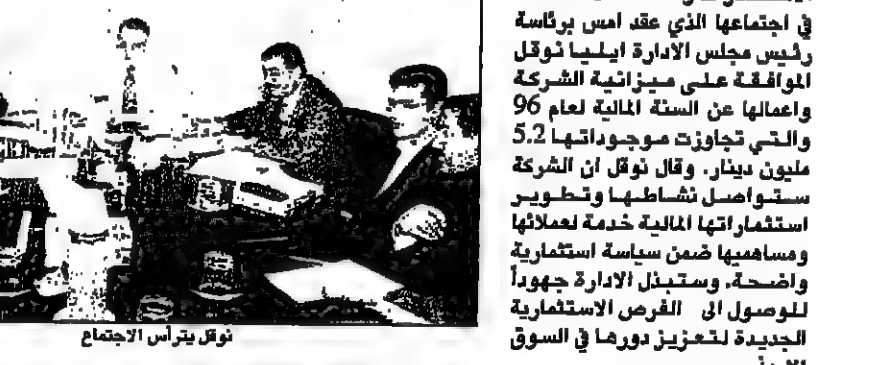 في اجتماعها الذي عقد امس برئاسة
رئيس مجلس الادارة ايليا نوقل
الموافقة على ميزانية الشركة
واعمالها عن السنة المالية لعام 96
والتي تجاوزت موجوداتها 5.2
مليون دينار. وقال نوقل ان الشركة
ستواصل نشاطها وتطوير
استثماراتها المالية خدمة لعملائها
ومساهميها ضمن سياسة استثمارية
واضحة، وستبذل الادارة جهوداً
للوصول الى الفرص الاستثمارية
الجديدة لتعزيز دورها في السوق
نوقل يترأس الاجتماع